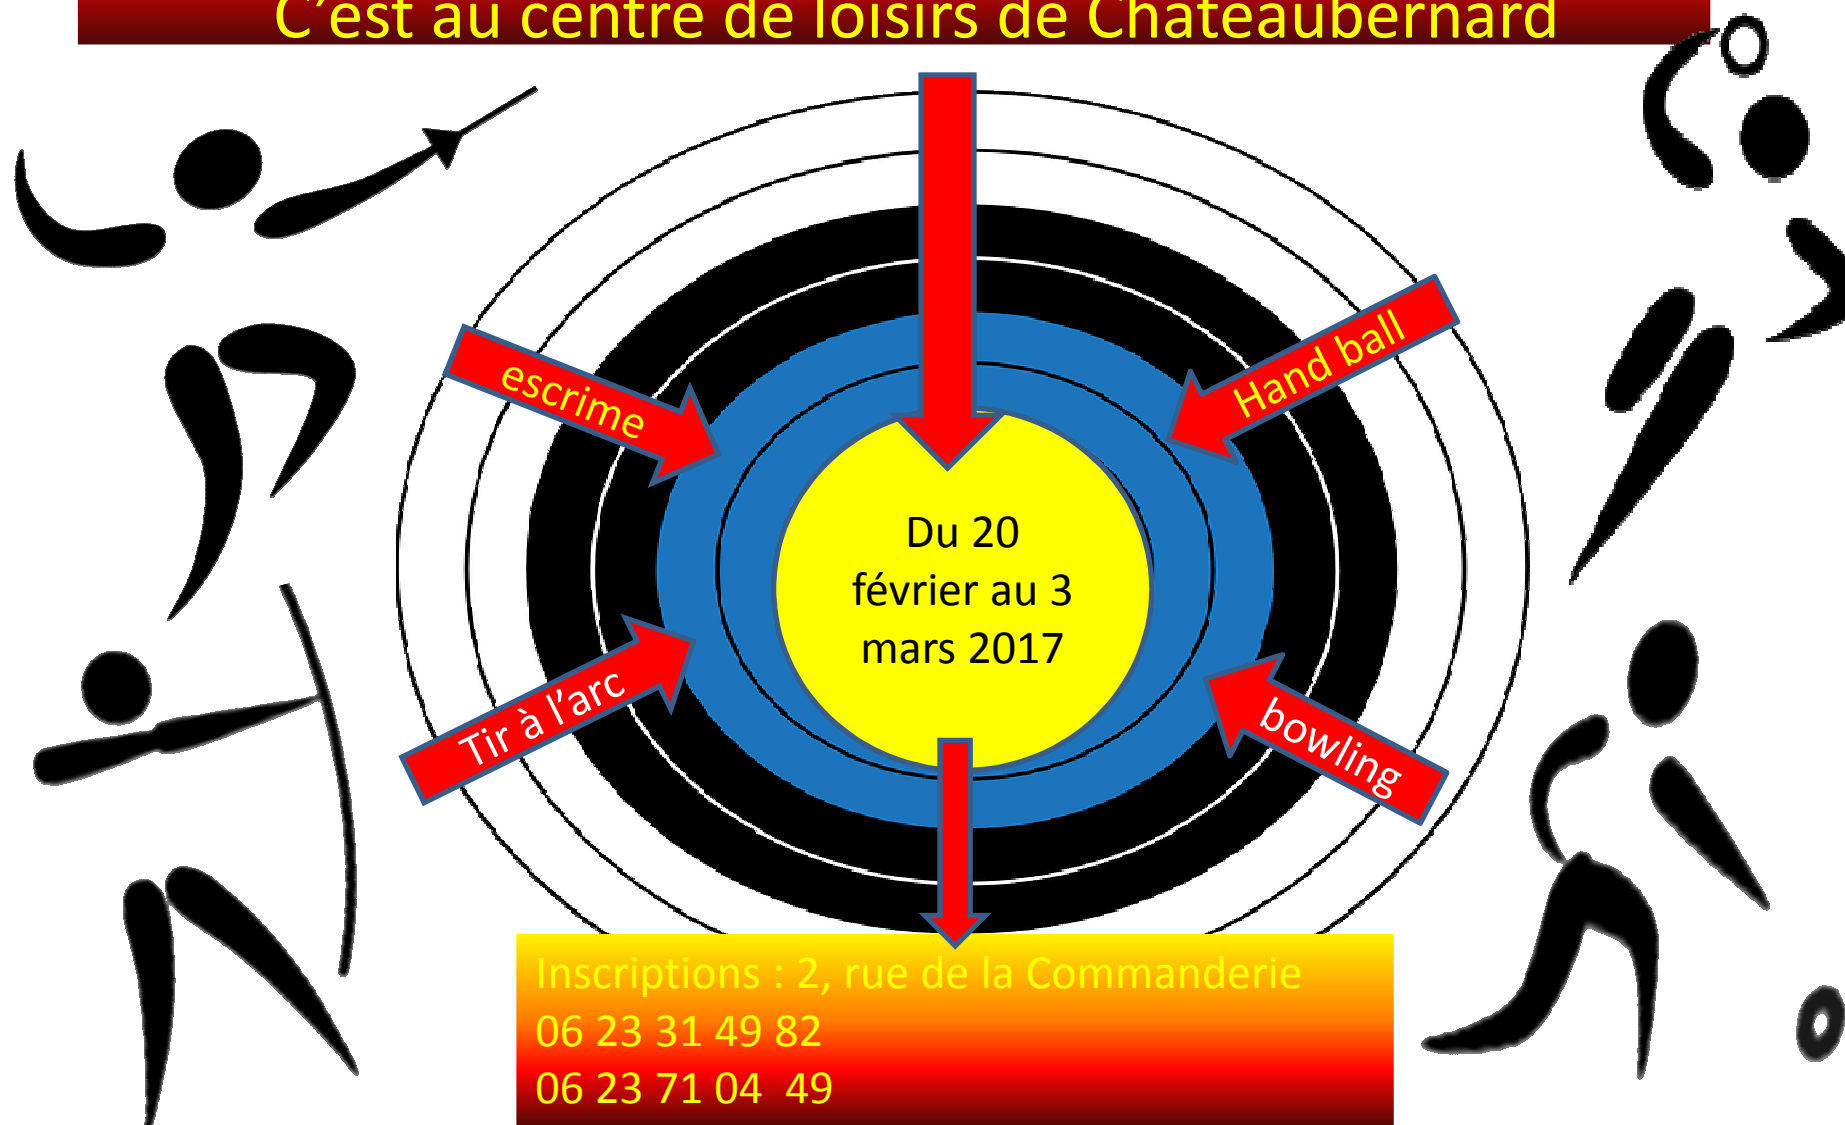 C'est au centre de loisirs de Chateaubernard
escrime
Hand ball
Du 20
février au 3
mars 2017
Tir à l'arc
bowling
Inscriptions : 2, rue de la Commanderie
06 23 31 49 82
06 23 71 04  49